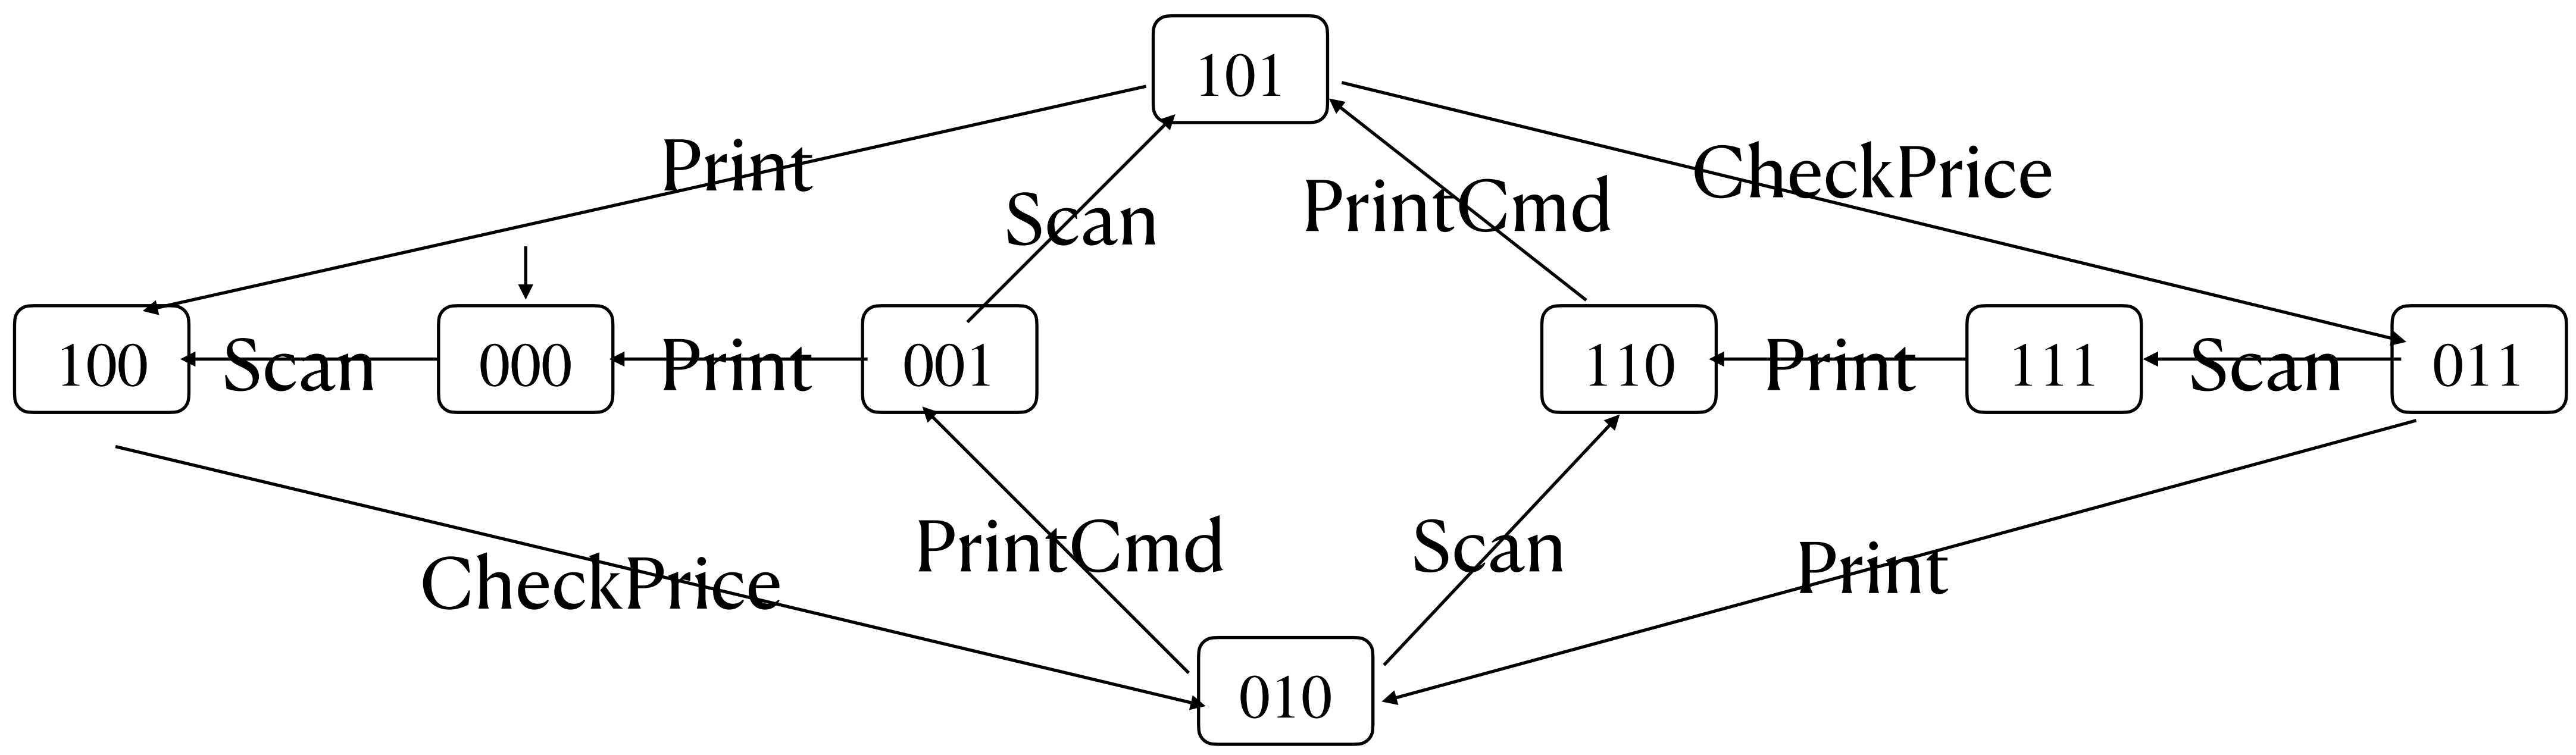 101
Print
CheckPrice
Scan
PrintCmd
100
Scan
000
Print
001
110
Print
111
Scan
011
CheckPrice
PrintCmd
Scan
Print
010